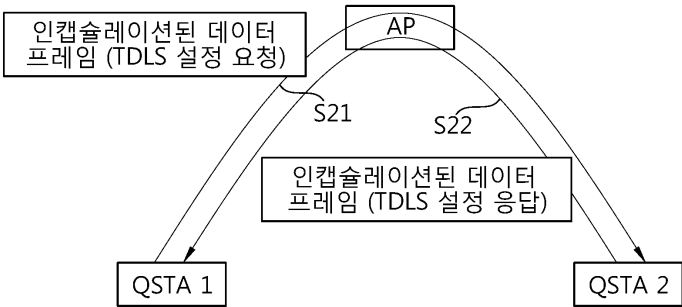 인캡슐레이션된 데이터
프레임 (TDLS 설정 요청)
AP
S21
S22
인캡슐레이션된 데이터
프레임 (TDLS 설정 응답)
QSTA 1
QSTA 2